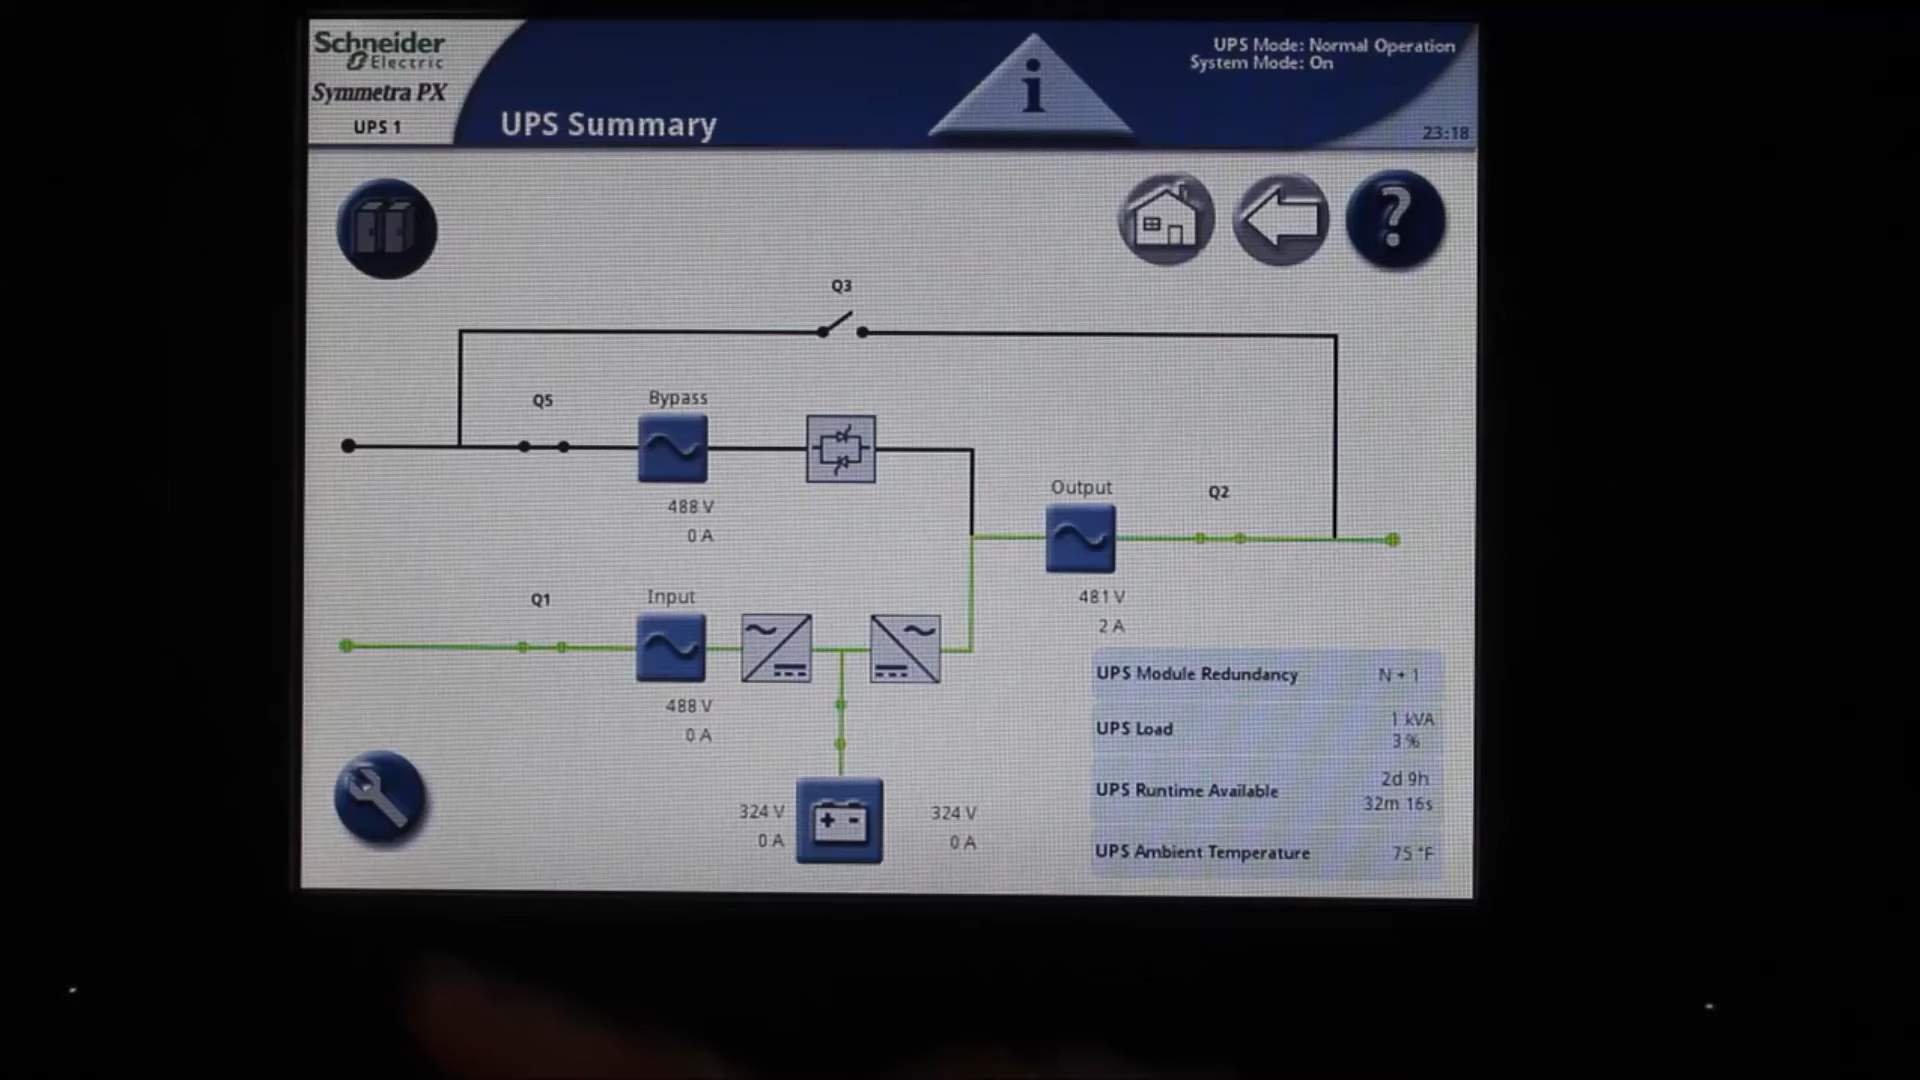 Schneider
Electric
Symmetra PX
UPS 1
UPS Summary
i
UPS Mode: Normal Operation
System Mode: On
23:18
?
Q3
Q5
Bypass
488 V
0 A
Output
Q2
481 V
2 A
Q1
Input
488 V
0 A
324 V
0 A
+ -
324 V
0 A
UPS Module Redundancy N + 1
UPS Load 1 kVA
3 %
UPS Runtime Available 2d 9h
32m 16s
UPS Ambient Temperature 75 °F